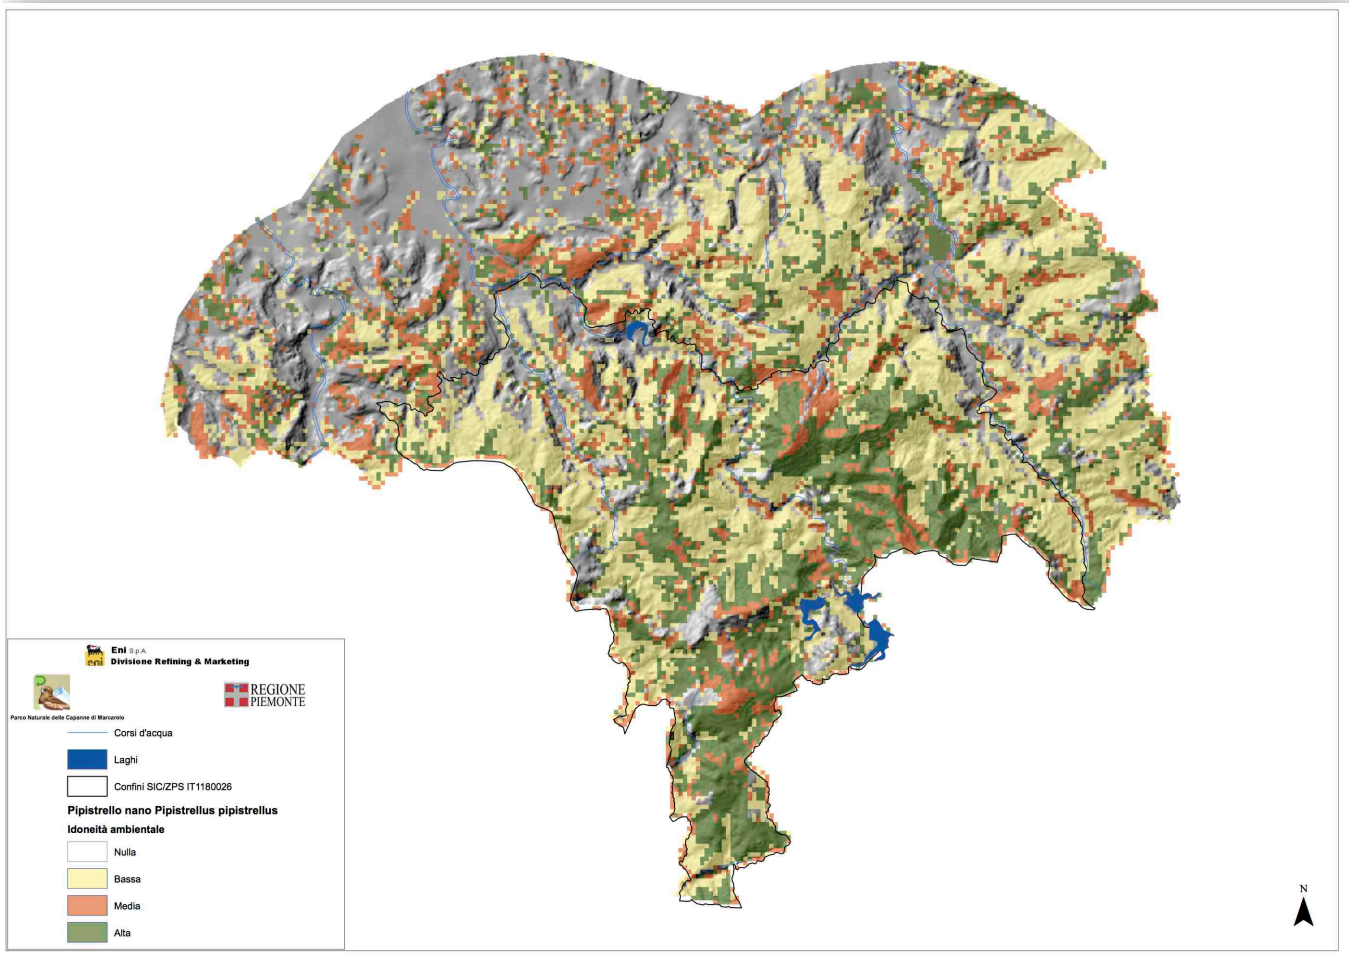 Eni S.p.A.
eni
Divisione Refining & Marketing
REGIONE
PIEMONTE
Parco Naturale delle Capanne di Marcarolo
Corsi d'acqua
Laghi
Confini SIC/ZPS IT1180026
Pipistrello nano Pipistrellus pipistrellus
Idoneità ambientale
Nulla
Bassa
Media
Alta
N